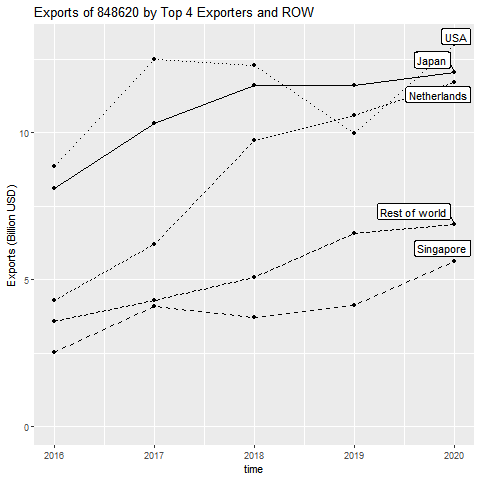 Exports of 848620 by Top 4 Exporters and ROW
USA
Japan
Netherlands
Rest of world
Singapore
Exports (Billion USD)
10
5
0
2016 2017 2018 2019 2020
time